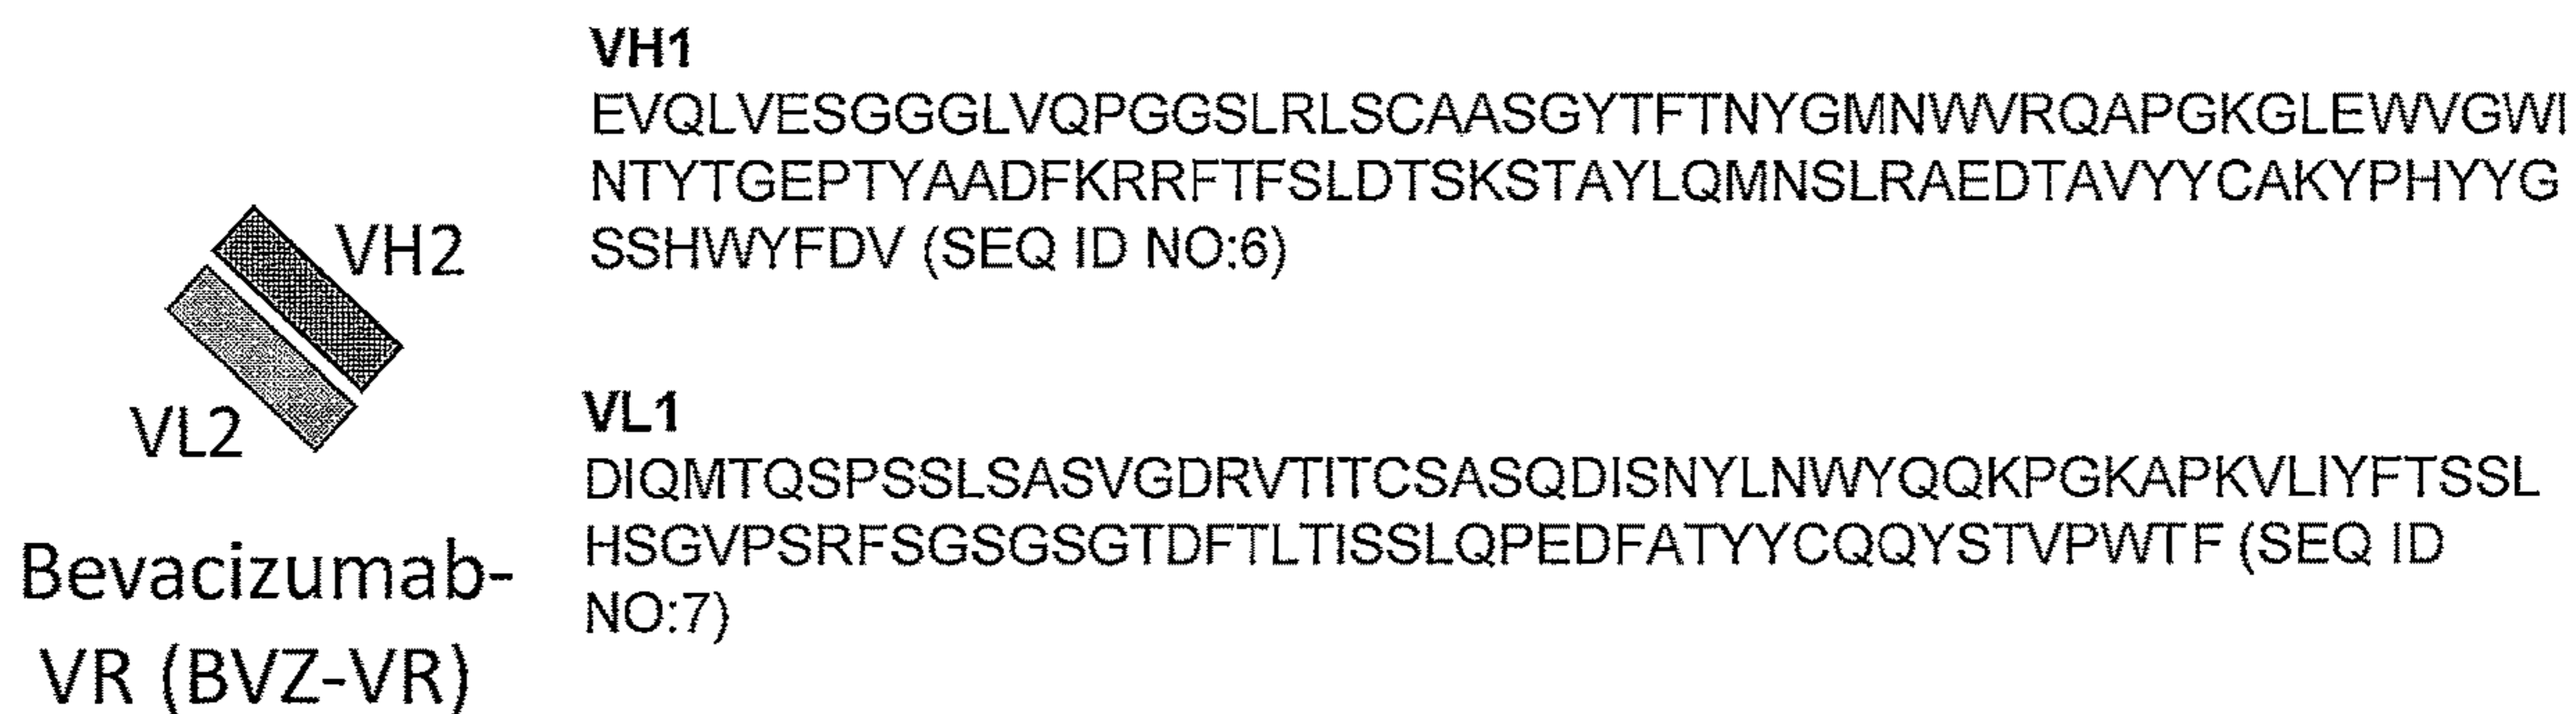 VH1
EVQLVESGGGLVQPGGSLRLSCAASGYTFTNYGMNWVRQAPGKGLEWVGWI
NTYTGEPTYAADFKRRFTFSLDTSKSTAYLQMNSLRAEDTAVYYCAKYPHYYG
SSHWYFDV (SEQ ID NO:6)
VH2
VL2
Bevacizumab-
VR (BVZ-VR)
VL1
DIQMTQSPSSLSASVGDRVTITCSASQDISNYLNWYQQKPGKAPKVLIYFTSSL
HSGVPSRFSGSGSGTDFTLTISSLQPEDFATYYCQQYSTVPWTF (SEQ ID
NO:7)